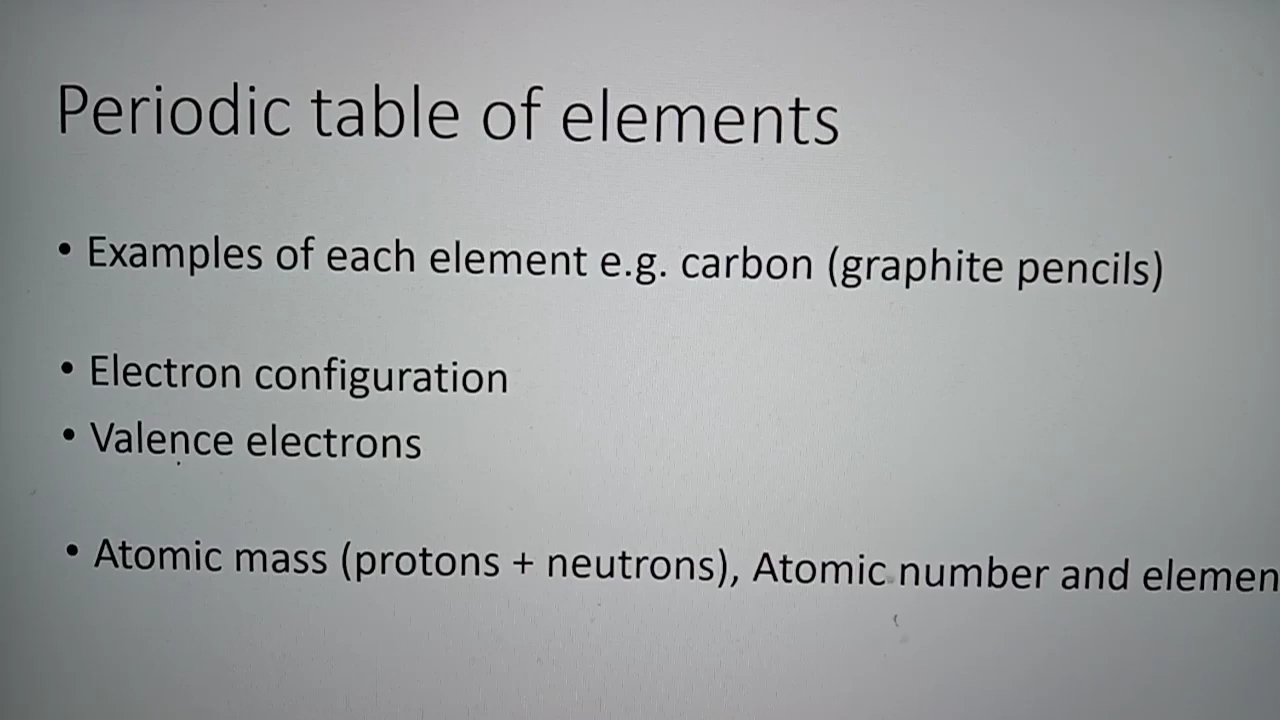 Periodic table of elements
• Examples of each element e.g. carbon (graphite pencils)
• Electron configuration
• Valence electrons
• Atomic mass (protons + neutrons), Atomic number and elemen